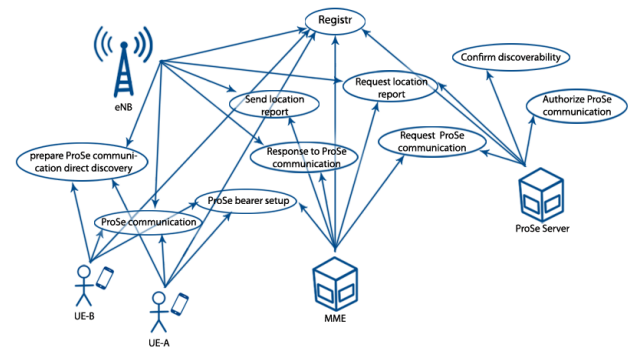 Registr
Confirm discoverability
eNB
Request location
report
Send location
report
Authorize ProSe
communication
Request ProSe
communication
prepare ProSe communi-
cation direct discovery
Response to ProSe
communication
ProSe bearer setup
ProSe communication
ProSe Server
UE-B
UE-A
MME